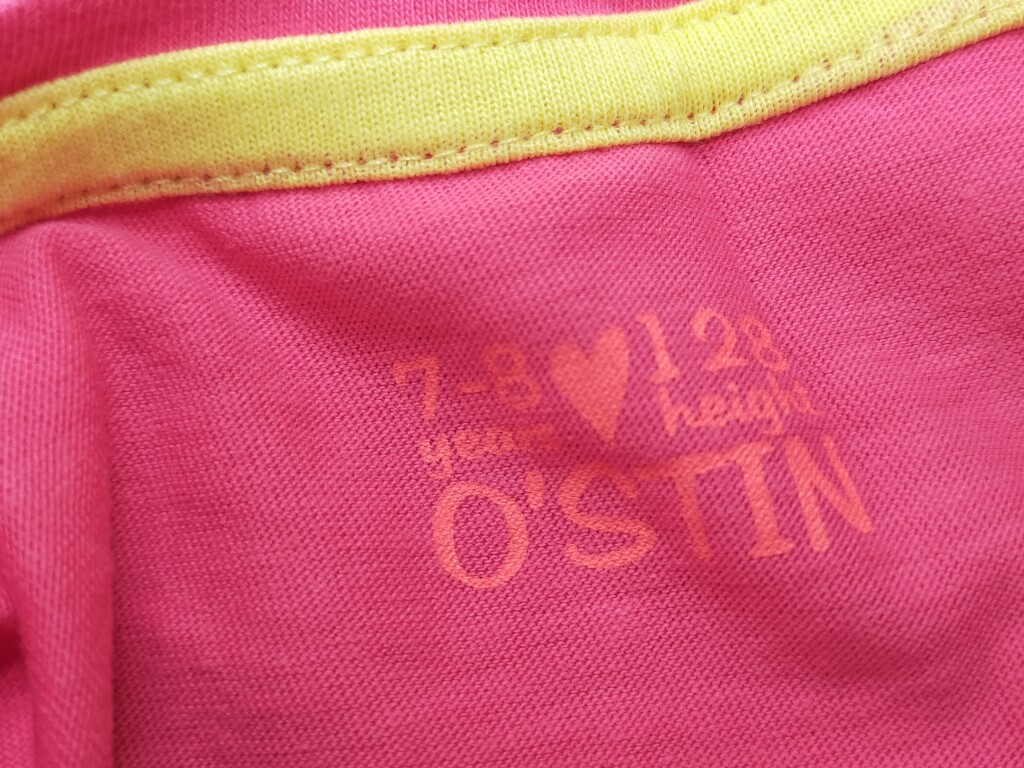 7-8 ♥ 128
years height
O'STIN